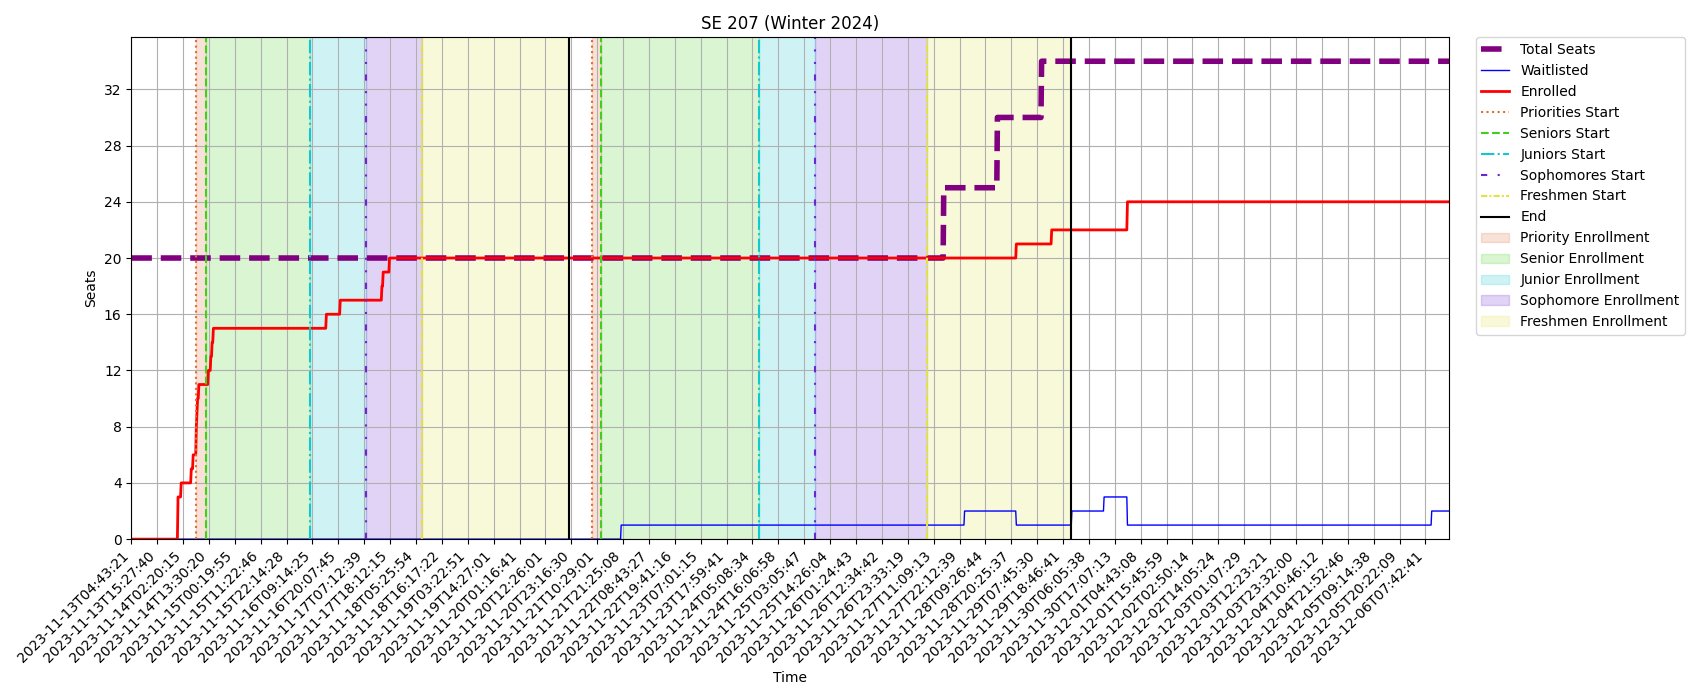 SE 207 (Winter 2024)
Seats
32
28
24
20
16
12
8
4
0
2023-11-13T04:43:21
2023-11-13T15:27:40
2023-11-14T02:20:15
2023-11-14T13:30:20
2023-11-15T00:19:55
2023-11-15T11:22:46
2023-11-15T22:14:28
2023-11-16T09:14:25
2023-11-16T20:07:45
2023-11-17T07:12:39
2023-11-17T18:12:15
2023-11-18T05:25:54
2023-11-18T16:17:22
2023-11-19T03:22:51
2023-11-19T14:27:01
2023-11-20T01:16:41
2023-11-20T12:26:01
2023-11-20T23:16:30
2023-11-21T10:29:01
2023-11-21T21:25:08
2023-11-22T08:43:27
2023-11-22T19:41:16
2023-11-23T07:01:15
2023-11-23T17:59:41
2023-11-24T05:08:34
2023-11-24T16:06:58
2023-11-25T03:05:47
2023-11-25T14:26:04
2023-11-26T01:24:43
2023-11-26T12:34:42
2023-11-26T23:33:19
2023-11-27T11:09:13
2023-11-27T22:12:39
2023-11-28T09:26:44
2023-11-28T20:25:37
2023-11-29T07:45:30
2023-11-29T18:46:41
2023-11-30T06:05:38
2023-11-30T17:07:13
2023-12-01T04:43:08
2023-12-01T15:45:59
2023-12-02T02:50:14
2023-12-02T14:05:24
2023-12-03T01:07:29
2023-12-03T12:23:21
2023-12-03T23:32:00
2023-12-04T10:46:12
2023-12-04T21:52:46
2023-12-05T09:14:38
2023-12-05T20:22:09
2023-12-06T07:42:41
Time
Total Seats
Waitlisted
Enrolled
Priorities Start
Seniors Start
Juniors Start
Sophomores Start
Freshmen Start
End
Priority Enrollment
Senior Enrollment
Junior Enrollment
Sophomore Enrollment
Freshmen Enrollment